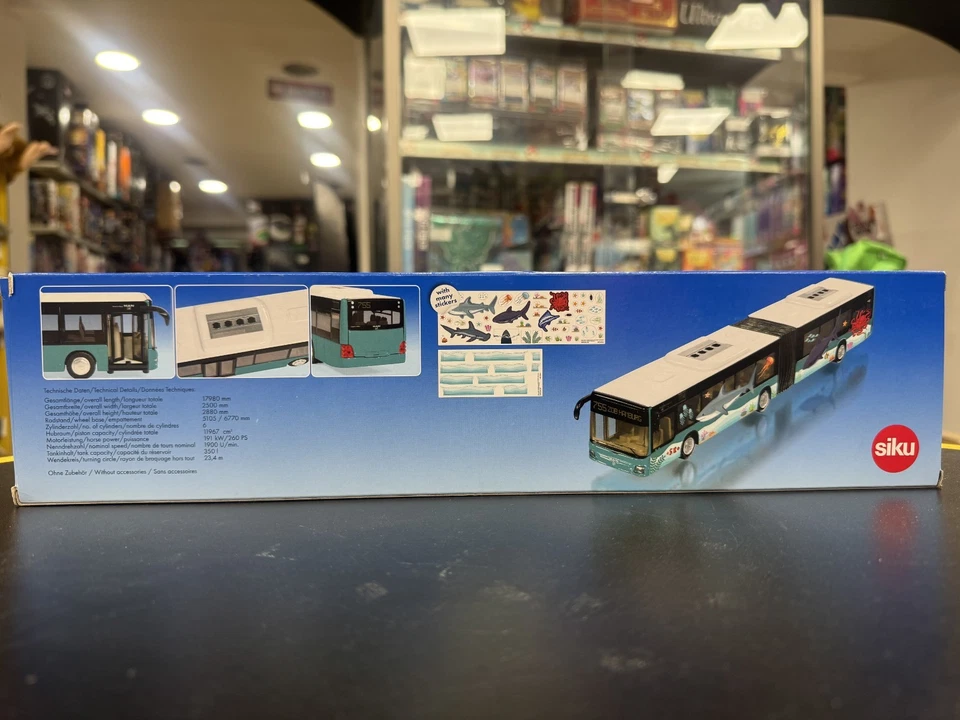 with
many
stickers
Technische Daten/Technical Details/Données Techniques
Gesamtlänge/overall length/longueur totale 17980 mm
Gesamtbreite/overall width/largeur totale 2500 mm
Gesamthöhe/overall height/hauteur totale 2880 mm
Radstand/wheel base/empattement 5105 / 6770 mm
Zylinderzahl/no. of cylinders/nombre de cylindres 6
Hubraum/piston capacity/cylindrée totale 11967 cm³
Motorleistung/horse power/puissance 191 kW/260 PS
Nenndrehzahl/nominal speed/nombre de tours nominal 1900 U/min.
Tankinhalt/tank capacity/capacité du réservoir 350 l
Wendekreis/turning circle/rayon de braquage hors tout 23,4 m
Ohne Zubehör / Without accessories / Sans accessoires
755
755 ZOB HARBURG
siku